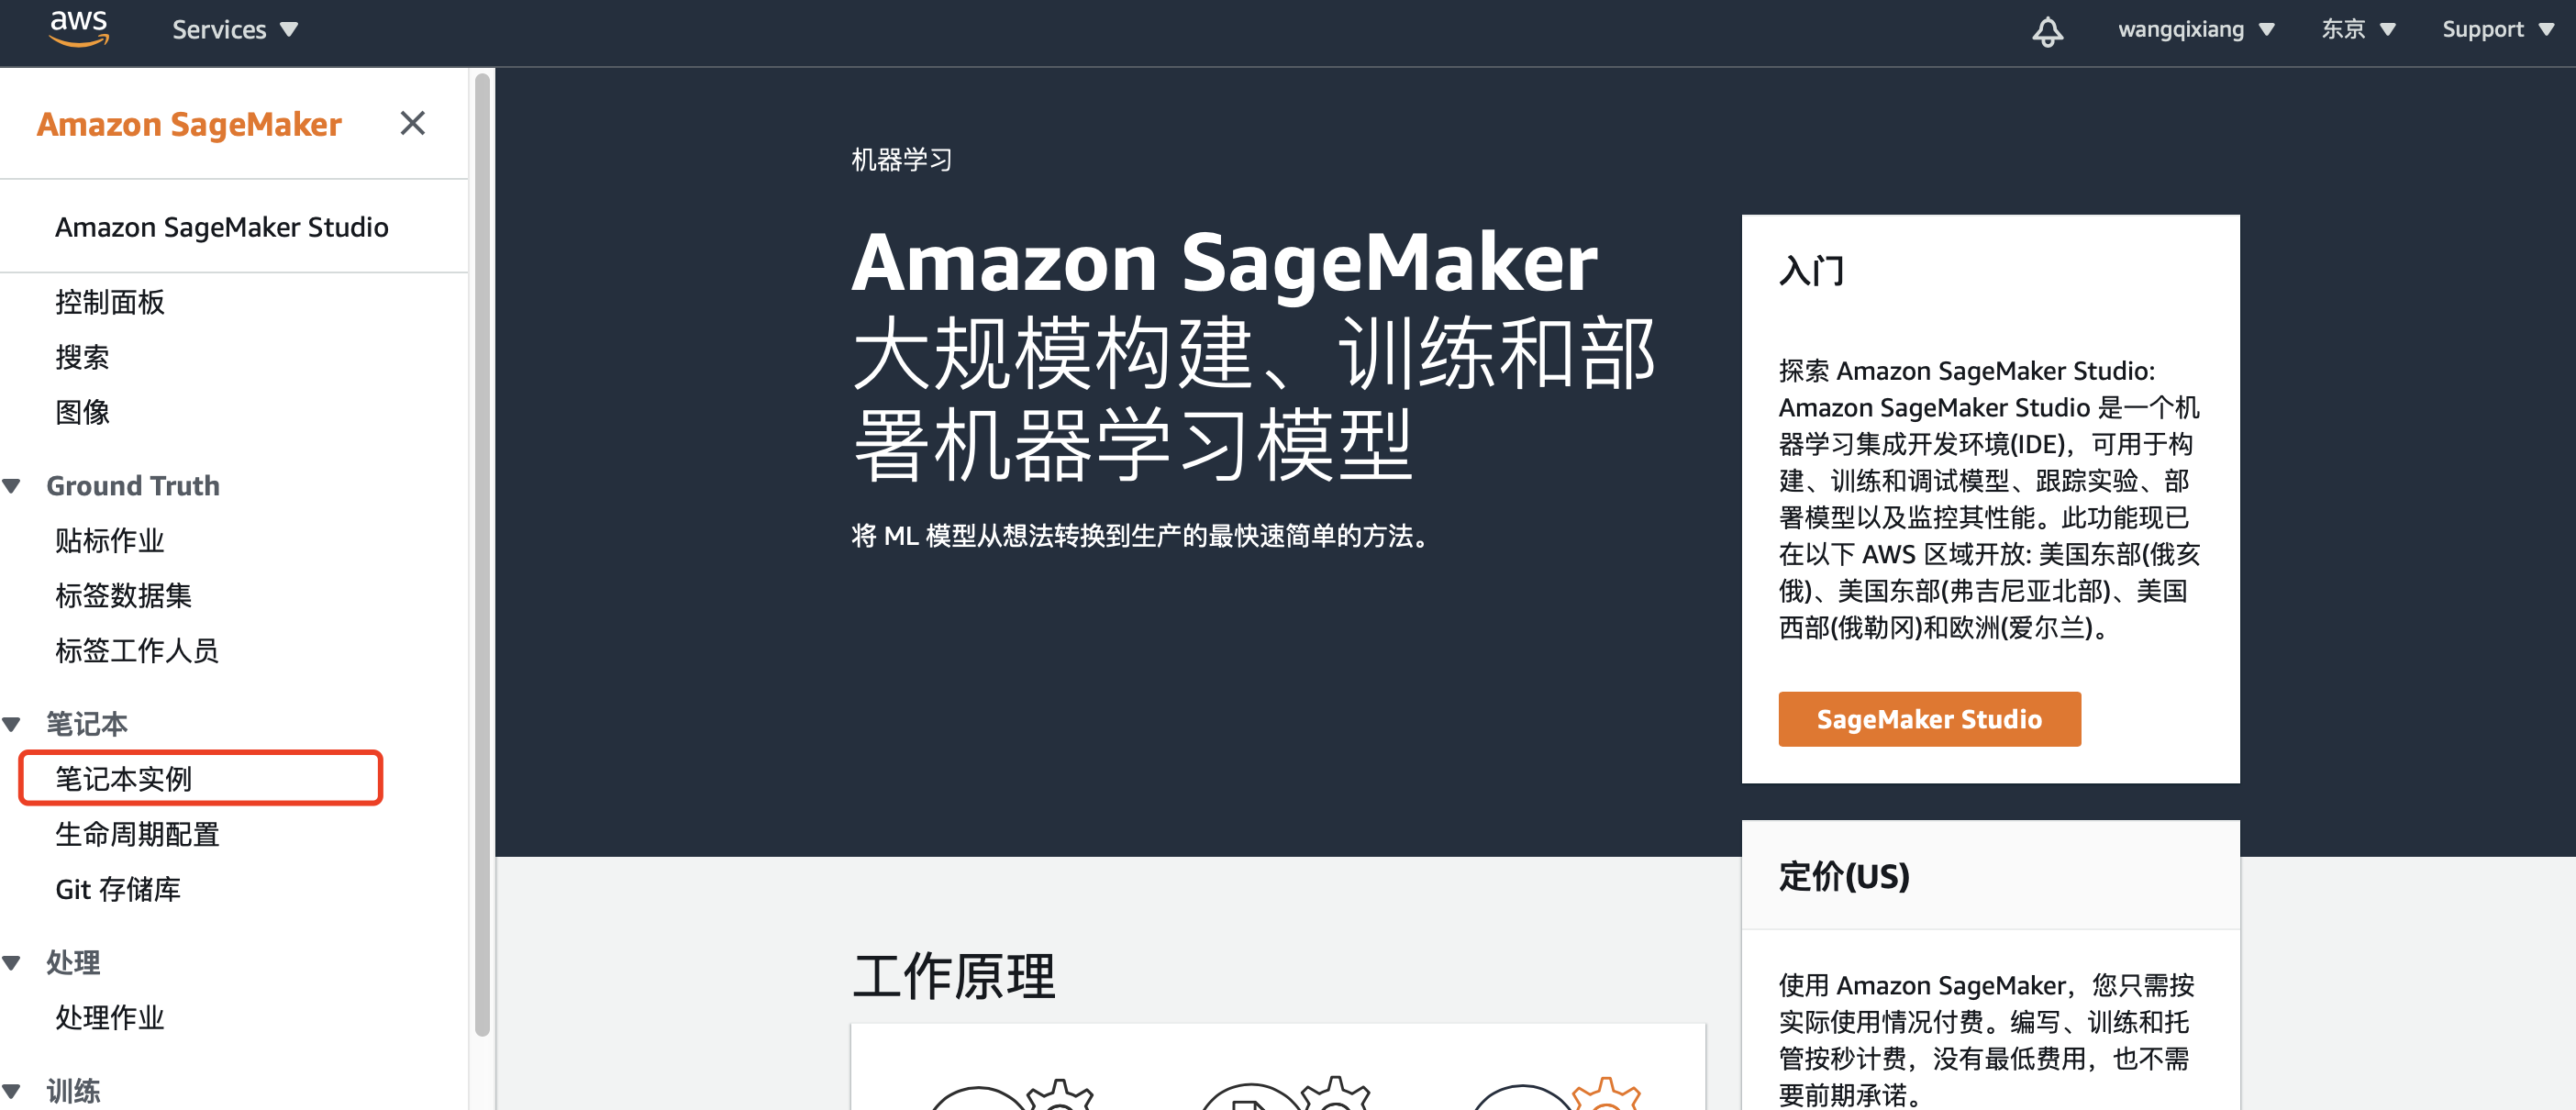 aws
Services
wangqixiang
东京
Support
Amazon SageMaker
Amazon SageMaker Studio
控制面板
搜索
图像
Ground Truth
贴标作业
标签数据集
标签工作人员
笔记本
笔记本实例
生命周期配置
Git 存储库
处理
处理作业
训练
机器学习
Amazon SageMaker
大规模构建、训练和部
署机器学习模型
将 ML 模型从想法转换到生产的最快速简单的方法。
工作原理
入门
探索 Amazon SageMaker Studio:
Amazon SageMaker Studio 是一个机
器学习集成开发环境(IDE)，可用于构
建、训练和调试模型、跟踪实验、部
署模型以及监控其性能。此功能现已
在以下 AWS 区域开放: 美国东部(俄亥
俄)、美国东部(弗吉尼亚北部)、美国
西部(俄勒冈)和欧洲(爱尔兰)。
SageMaker Studio
定价(US)
使用 Amazon SageMaker，您只需按
实际使用情况付费。编写、训练和托
管按秒计费，没有最低费用，也不需
要前期承诺。